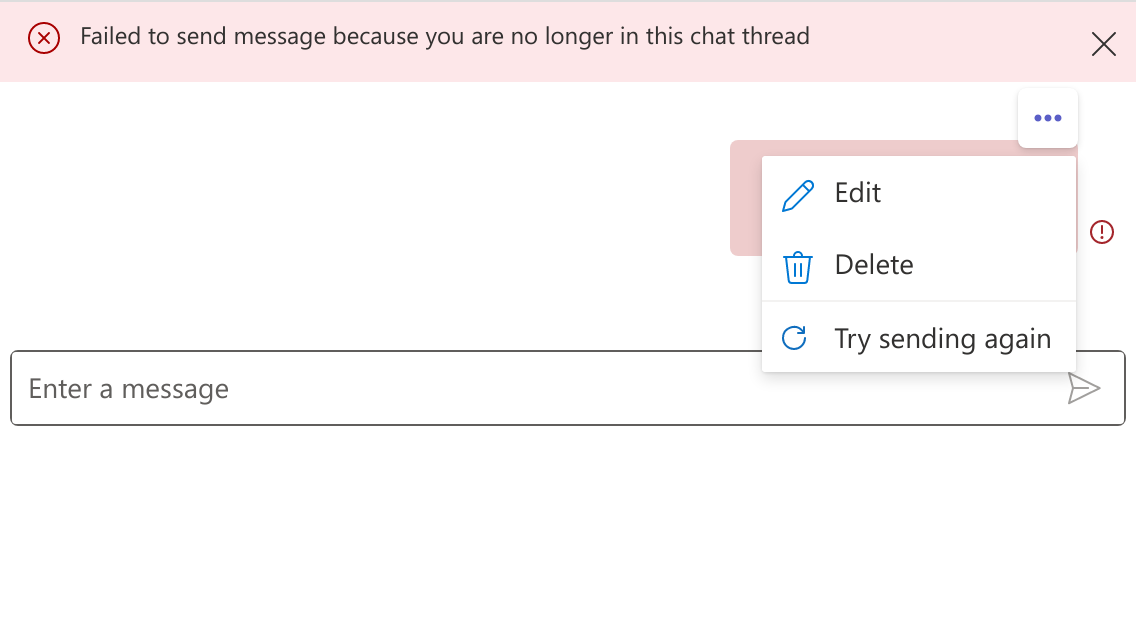 Failed to send message because you are no longer in this chat thread
Edit
Delete
Try sending again
Enter a message